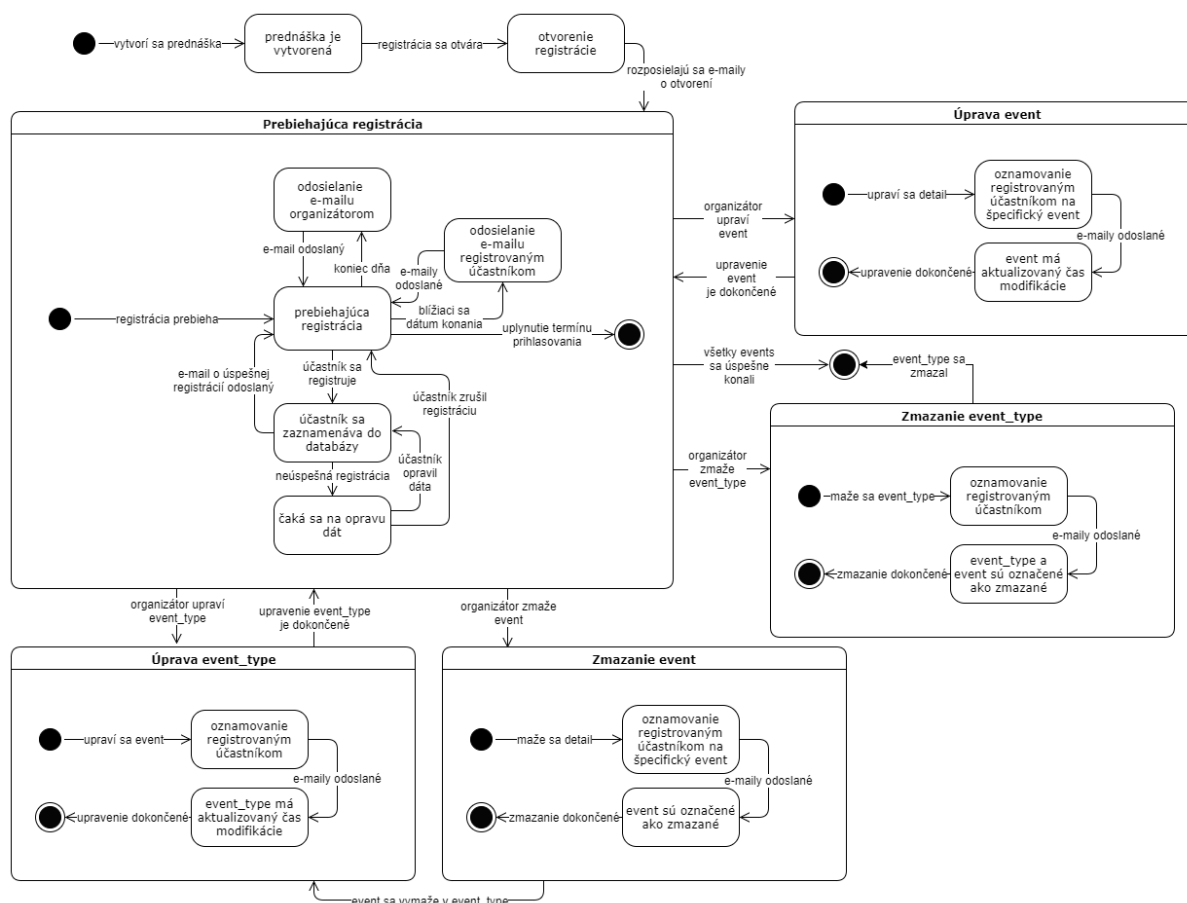 vytvorí sa prednáška
prednáška je
vytvorená
registrácia sa otvára
otvorenie
registrácie
rozposielajú sa e-maily
o otvorení
Prebiehajúca registrácia
odosielanie
e-mailu
organizátorom
e-mail odoslaný
koniec dňa
odosielanie
e-mailu
registrovaným
účastníkom
e-maily
odoslané
blížiaci sa
dátum konania
registrácia prebieha
prebiehajúca
registrácia
uplynutie termínu
prihlasovania
e-mail o úspešnej
registrácií odoslaný
účastník sa
registruje
účastník zrušil
registráciu
účastník sa
zaznamenáva do
databázy
neúspešná registrácia
účastník
opravil
dáta
čaká sa na opravu
dát
organizátor
upraví
event
upravenie
event
je dokončené
Úprava event
upraví sa detail
oznamovanie
registrovaným
účastníkom na
špecifický event
e-maily odoslané
event má
aktualizovaný čas
modifikácie
upravenie dokončené
všetky events
sa úspešne
konali
event_type sa
zmazal
organizátor
zmaže
event_type
Zmazanie event_type
maže sa event_type
oznamovanie
registrovaným
účastníkom
e-maily odoslané
event_type a
event sú označené
ako zmazané
zmazanie dokončené
organizátor upraví
event_type
upravenie event_type
je dokončené
organizátor zmaže
event
Úprava event_type
upraví sa event
oznamovanie
registrovaným
účastníkom
e-maily odoslané
event_type má
aktualizovaný čas
modifikácie
upravenie dokončené
Zmazanie event
maže sa detail
oznamovanie
registrovaným
účastníkom na
špecifický event
e-maily odoslané
event sú označené
ako zmazané
zmazanie dokončené
event sa vymaže v event_type